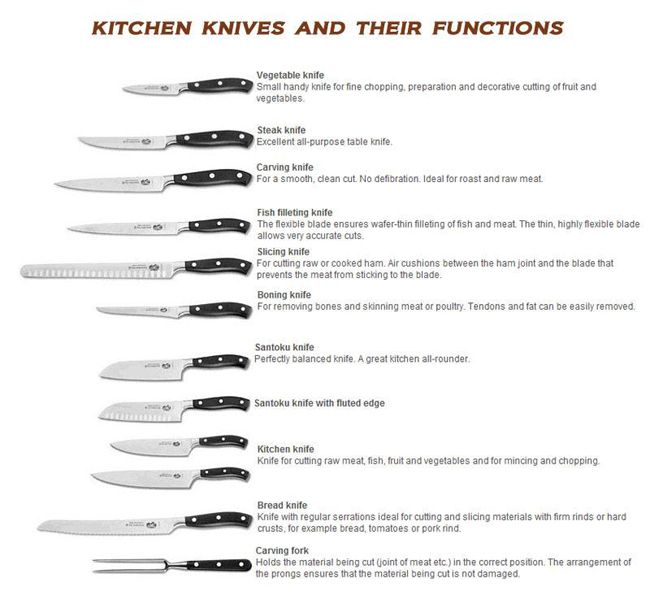 KITCHEN KNIVES AND THEIR FUNCTIONS
Vegetable knife
Small handy knife for fine chopping, preparation and decorative cutting of fruit and
vegetables.
Steak knife
Excellent all-purpose table knife.
Carving knife
For a smooth, clean cut. No defibration. Ideal for roast and raw meat.
Fish filleting knife
The flexible blade ensures wafer-thin filleting of fish and meat. The thin, highly flexible blade
allows very accurate cuts.
Slicing knife
For cutting raw or cooked ham. Air cushions between the ham joint and the blade that
prevents the meat from sticking to the blade.
Boning knife
For removing bones and skinning meat or poultry. Tendons and fat can be easily removed.
Santoku knife
Perfectly balanced knife. A great kitchen all-rounder.
Santoku knife with fluted edge
Kitchen knife
Knife for cutting raw meat, fish, fruit and vegetables and for mincing and chopping.
Bread knife
Knife with regular serrations ideal for cutting and slicing materials with firm rinds or hard
crusts, for example bread, tomatoes or pork rind.
Carving fork
Holds the material being cut (joint of meat etc.) in the correct position. The arrangement of
the prongs ensures that the material being cut is not damaged.